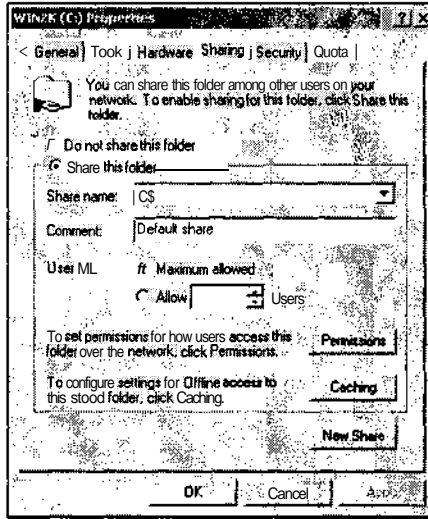 WIN2K (C:) Properties
General Took Hardware Sharing Security Quota
You can share this folder among other users on your
network. To enable sharing for this folder, click Share this
folder.
Do not share this folder
Share this folder
Share name: C$
Comment: Default share
User ML ft Maximum allowed
Allow Users
To set permissions for how users access this
folder over the network, click Permissions.
Permissions
To configure settings for Offline access to
this stood folder, click Caching.
Caching
New Share
OK Cancel Apply